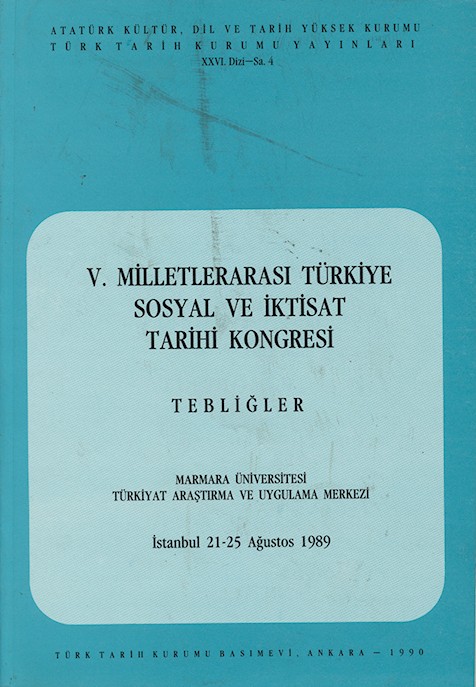 ATATÜRK KÜLTÜR, DİL VE TARİH YÜKSEK KURUMU
TÜRK TARİH KURUMU YAYINLARI
XXVI. Dizi—Sa. 4
V. MİLLETLERARASI TÜRKİYE
SOSYAL VE İKTİSAT
TARİHİ KONGRESİ
TEBLİĞLER
MARMARA ÜNİVERSİTESİ
TÜRKİYAT ARAŞTIRMA VE UYGULAMA MERKEZİ
İstanbul 21-25 Ağustos 1989
TÜRK TARİH KURUMU BASIMEVİ, ANKARA — 1990